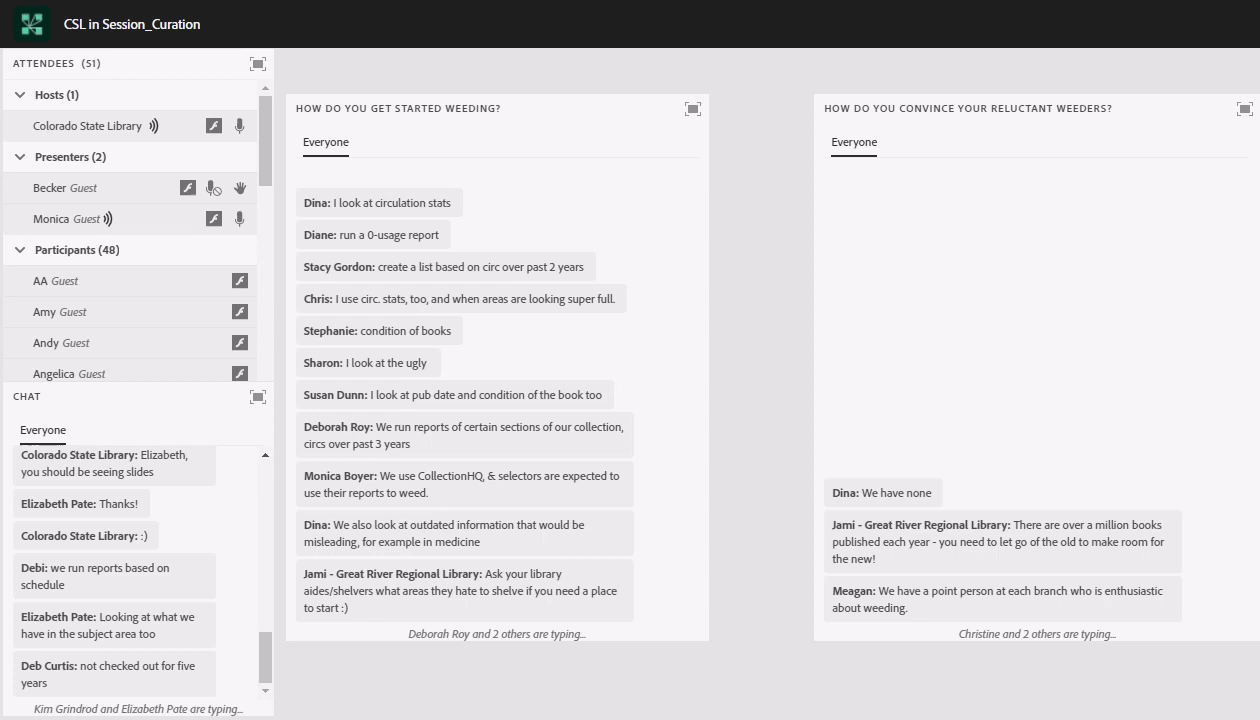 CSL in Session_Curation
ATTENDEES (51)
Hosts (1)
Colorado State Library
Presenters (2)
Becker Guest
Monica Guest
Participants (48)
AA Guest
Amy Guest
Andy Guest
Angelica Guest
CHAT
Everyone
Colorado State Library: Elizabeth,
you should be seeing slides
Elizabeth Pate: Thanks!
Colorado State Library: :)
Debi: we run reports based on
schedule
Elizabeth Pate: Looking at what we
have in the subject area too
Deb Curtis: not checked out for five
years
Kim Grindrod and Elizabeth Pate are typing...
HOW DO YOU GET STARTED WEEDING?
Everyone
Dina: I look at circulation stats
Diane: run a 0-usage report
Stacy Gordon: create a list based on circ over past 2 years
Chris: I use circ. stats, too, and when areas are looking super full.
Stephanie: condition of books
Sharon: I look at the ugly
Susan Dunn: I look at pub date and condition of the book too
Deborah Roy: We run reports of certain sections of our collection,
circs over past 3 years
Monica Boyer: We use CollectionHQ, & selectors are expected to
use their reports to weed.
Dina: We also look at outdated information that would be
misleading, for example in medicine
Jami - Great River Regional Library: Ask your library
aides/shelvers what areas they hate to shelve if you need a place
to start :)
Deborah Roy and 2 others are typing...
HOW DO YOU CONVINCE YOUR RELUCTANT WEEDERS?
Everyone
Dina: We have none
Jami - Great River Regional Library: There are over a million books
published each year - you need to let go of the old to make room for
the new!
Meagan: We have a point person at each branch who is enthusiastic
about weeding.
Christine and 2 others are typing...